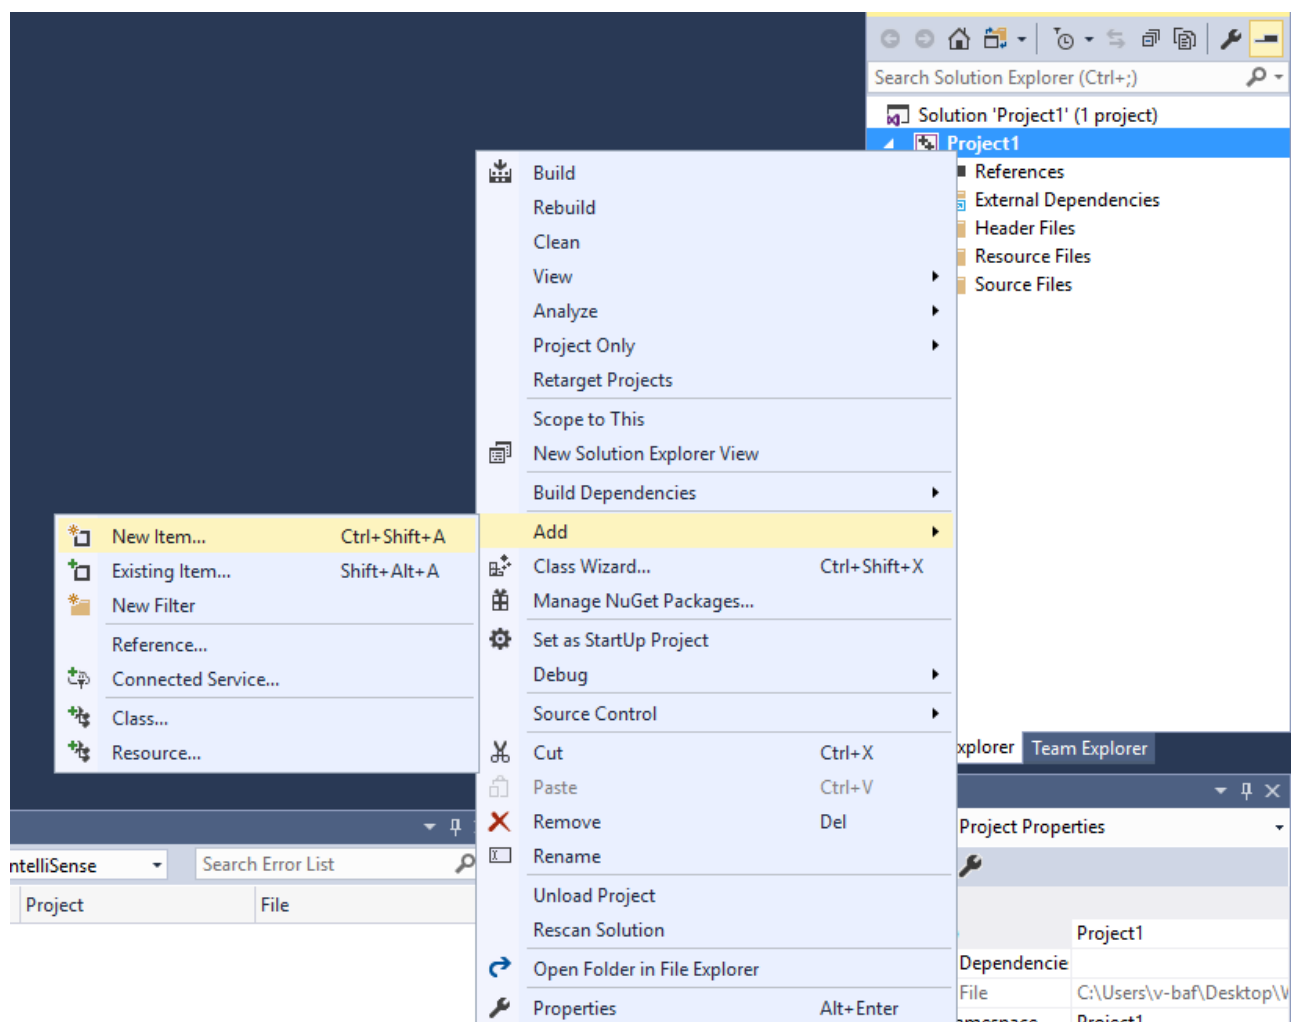 Search Solution Explorer (Ctrl+;)
Solution 'Project1' (1 project)
Project1
References
External Dependencies
Header Files
Resource Files
Source Files
Build
Rebuild
Clean
View
Analyze
Project Only
Retarget Projects
Scope to This
New Solution Explorer View
Build Dependencies
Add
Class Wizard... Ctrl+Shift+X
Manage NuGet Packages...
Set as StartUp Project
Debug
Source Control
Cut Ctrl+X
Paste Ctrl+V
Remove Del
Rename
Unload Project
Rescan Solution
Open Folder in File Explorer
Properties Alt+Enter
New Item... Ctrl+Shift+A
Existing Item... Shift+Alt+A
New Filter
Reference...
Connected Service...
Class...
Resource...
xplorer Team Explorer
Project Properties
Project1
Dependencie
File C:\Users\v-baf\Desktop\V
amespace Project1
ntelliSense Search Error List
Project File